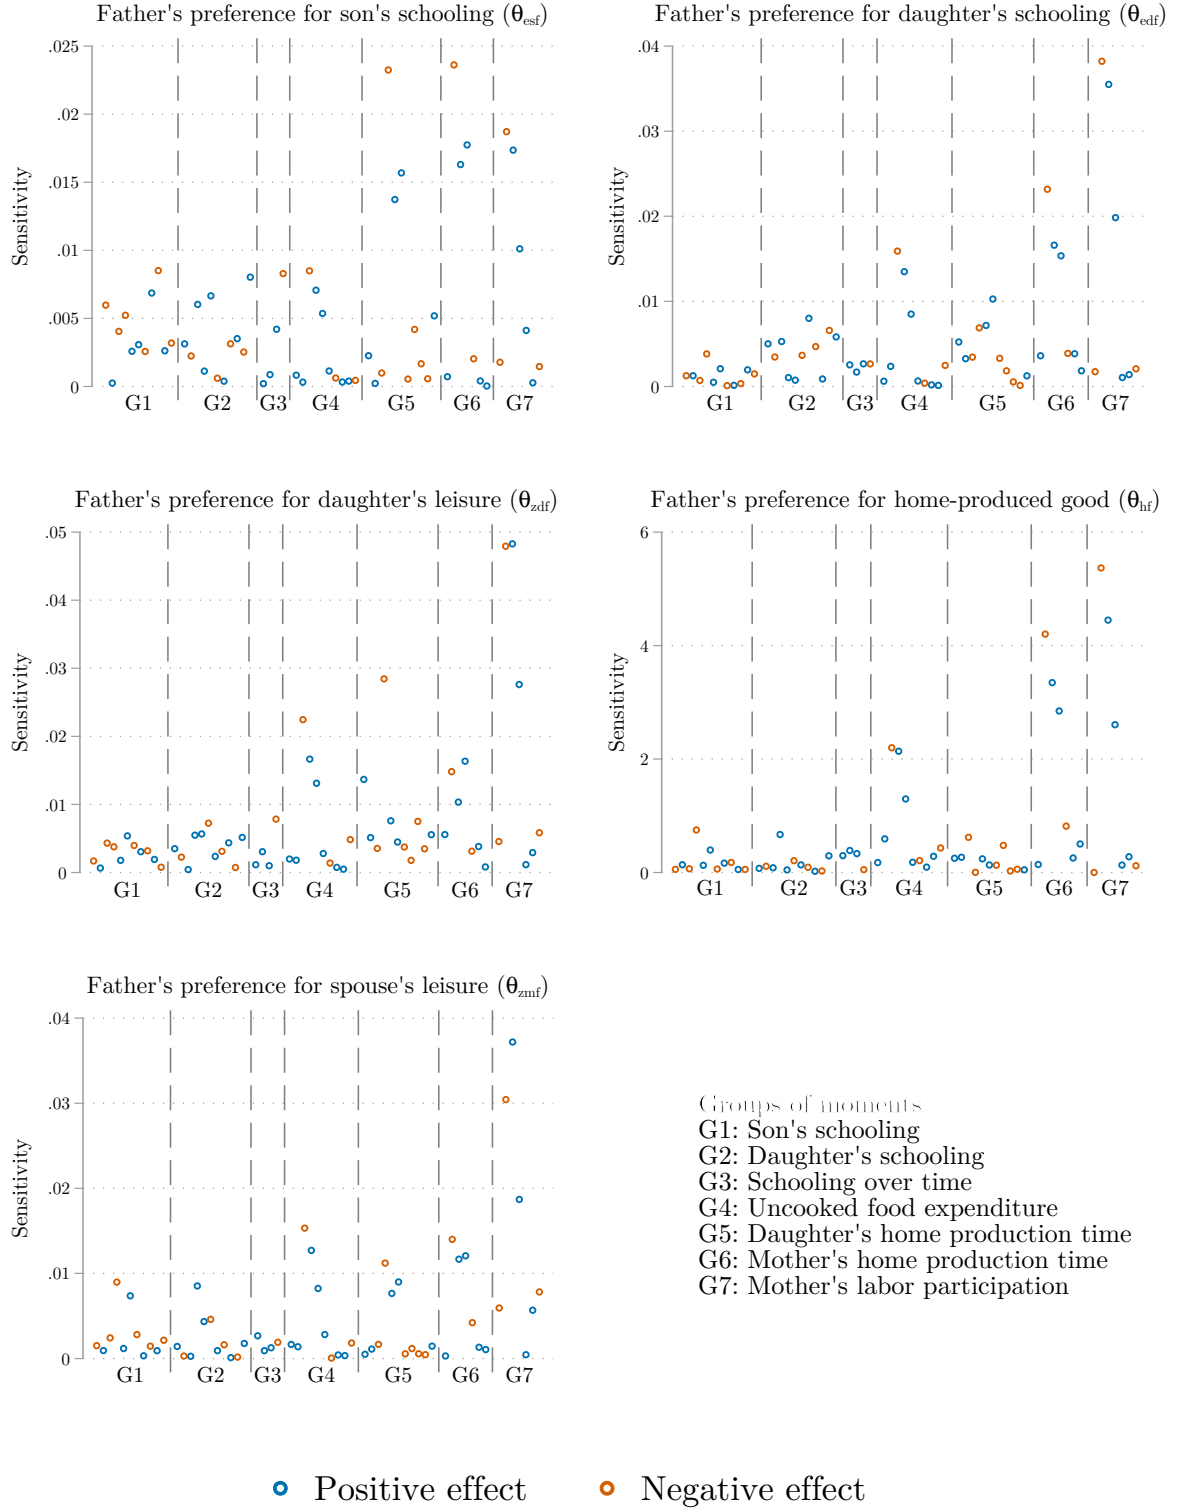 Father's preference for son's schooling (θesf)
.025
.02
.015
.01
.005
0
Sensitivity
G1 G2 G3 G4 G5 G6 G7
Father's preference for daughter's schooling (θedf)
.04
.03
.02
.01
0
Sensitivity
G1 G2 G3 G4 G5 G6 G7
Father's preference for daughter's leisure (θzdf)
.05
.04
.03
.02
.01
0
Sensitivity
G1 G2 G3 G4 G5 G6 G7
Father's preference for home-produced good (θhf)
6
4
2
0
Sensitivity
G1 G2 G3 G4 G5 G6 G7
Father's preference for spouse's leisure (θzmf)
.04
.03
.02
.01
0
Sensitivity
G1 G2 G3 G4 G5 G6 G7
Groups of moments
G1: Son's schooling
G2: Daughter's schooling
G3: Schooling over time
G4: Uncooked food expenditure
G5: Daughter's home production time
G6: Mother's home production time
G7: Mother's labor participation
Positive effect Negative effect